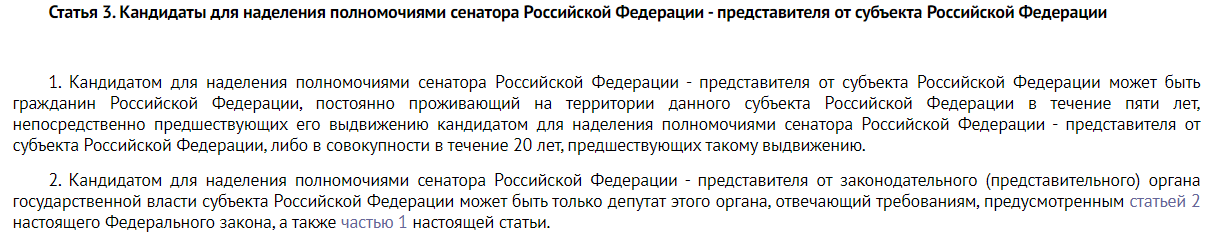 Статья 3. Кандидаты для наделения полномочиями сенатора Российской Федерации - представителя от субъекта Российской Федерации
1. Кандидатом для наделения полномочиями сенатора Российской Федерации - представителя от субъекта Российской Федерации может быть
гражданин Российской Федерации, постоянно проживающий на территории данного субъекта Российской Федерации в течение пяти лет,
непосредственно предшествующих его выдвижению кандидатом для наделения полномочиями сенатора Российской Федерации - представителя от
субъекта Российской Федерации, либо в совокупности в течение 20 лет, предшествующих такому выдвижению.
2. Кандидатом для наделения полномочиями сенатора Российской Федерации - представителя от законодательного (представительного) органа
государственной власти субъекта Российской Федерации может быть только депутат этого органа, отвечающий требованиям, предусмотренным статьей 2
настоящего Федерального закона, а также частью 1 настоящей статьи.